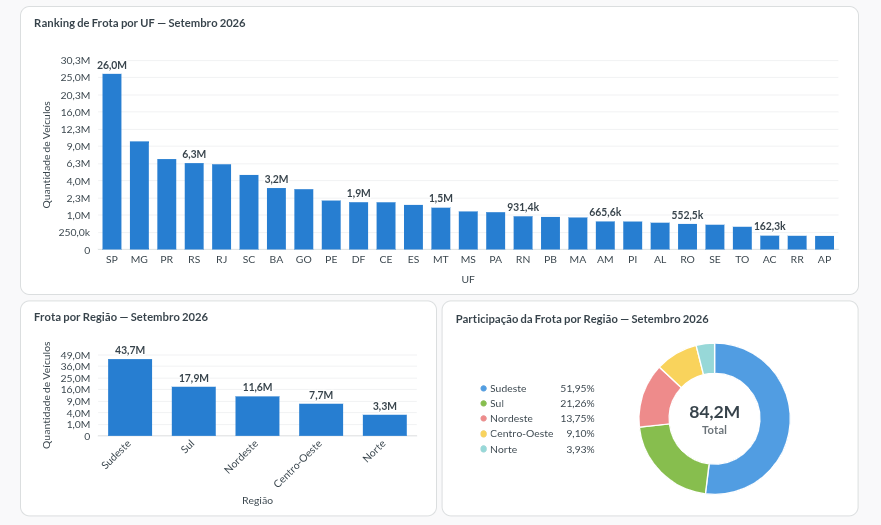 Ranking de Frota por UF — Setembro 2026
Quantidade de Veículos
30,3M
25,0M
20,3M
16,0M
12,3M
9,0M
6,3M
4,0M
2,3M
1,0M
250,0k
0
26,0M
6,3M
3,2M
1,9M
1,5M
931,4k
665,6k
552,5k
162,3k
SP MG PR RS RJ SC BA GO PE DF CE ES MT MS PA RN PB MA AM PI AL RO SE TO AC RR AP
UF
Frota por Região — Setembro 2026
Quantidade de Veículos
49,0M
36,0M
25,0M
16,0M
9,0M
4,0M
1,0M
0
43,7M
17,9M
11,6M
7,7M
3,3M
Sudeste
Sul
Nordeste
Centro-Oeste
Norte
Região
Participação da Frota por Região — Setembro 2026
Sudeste 51,95%
Sul 21,26%
Nordeste 13,75%
Centro-Oeste 9,10%
Norte 3,93%
84,2M
Total